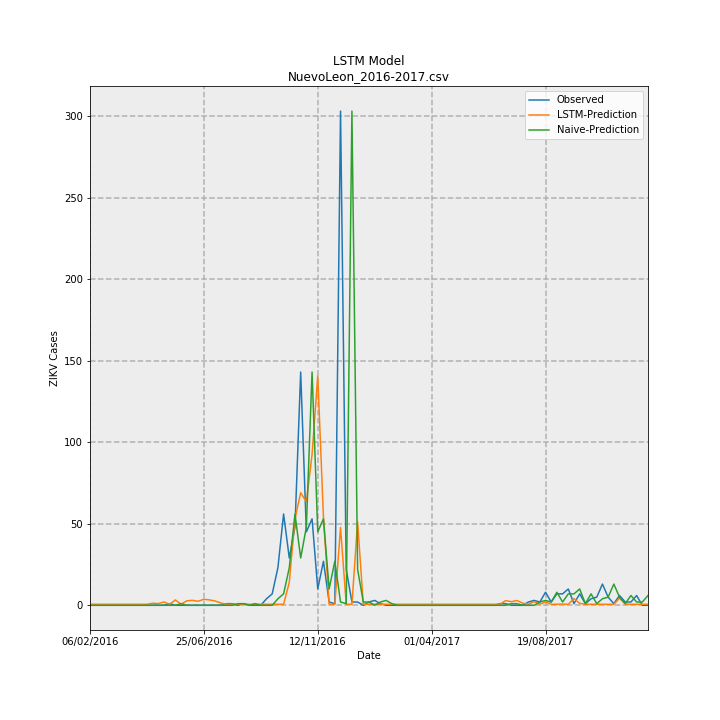 LSTM Model
NuevoLeon_2016-2017.csv
Observed
LSTM-Prediction
Naive-Prediction
300
250
200
150
100
50
0
ZIKV Cases
06/02/2016
25/06/2016
12/11/2016
01/04/2017
19/08/2017
Date